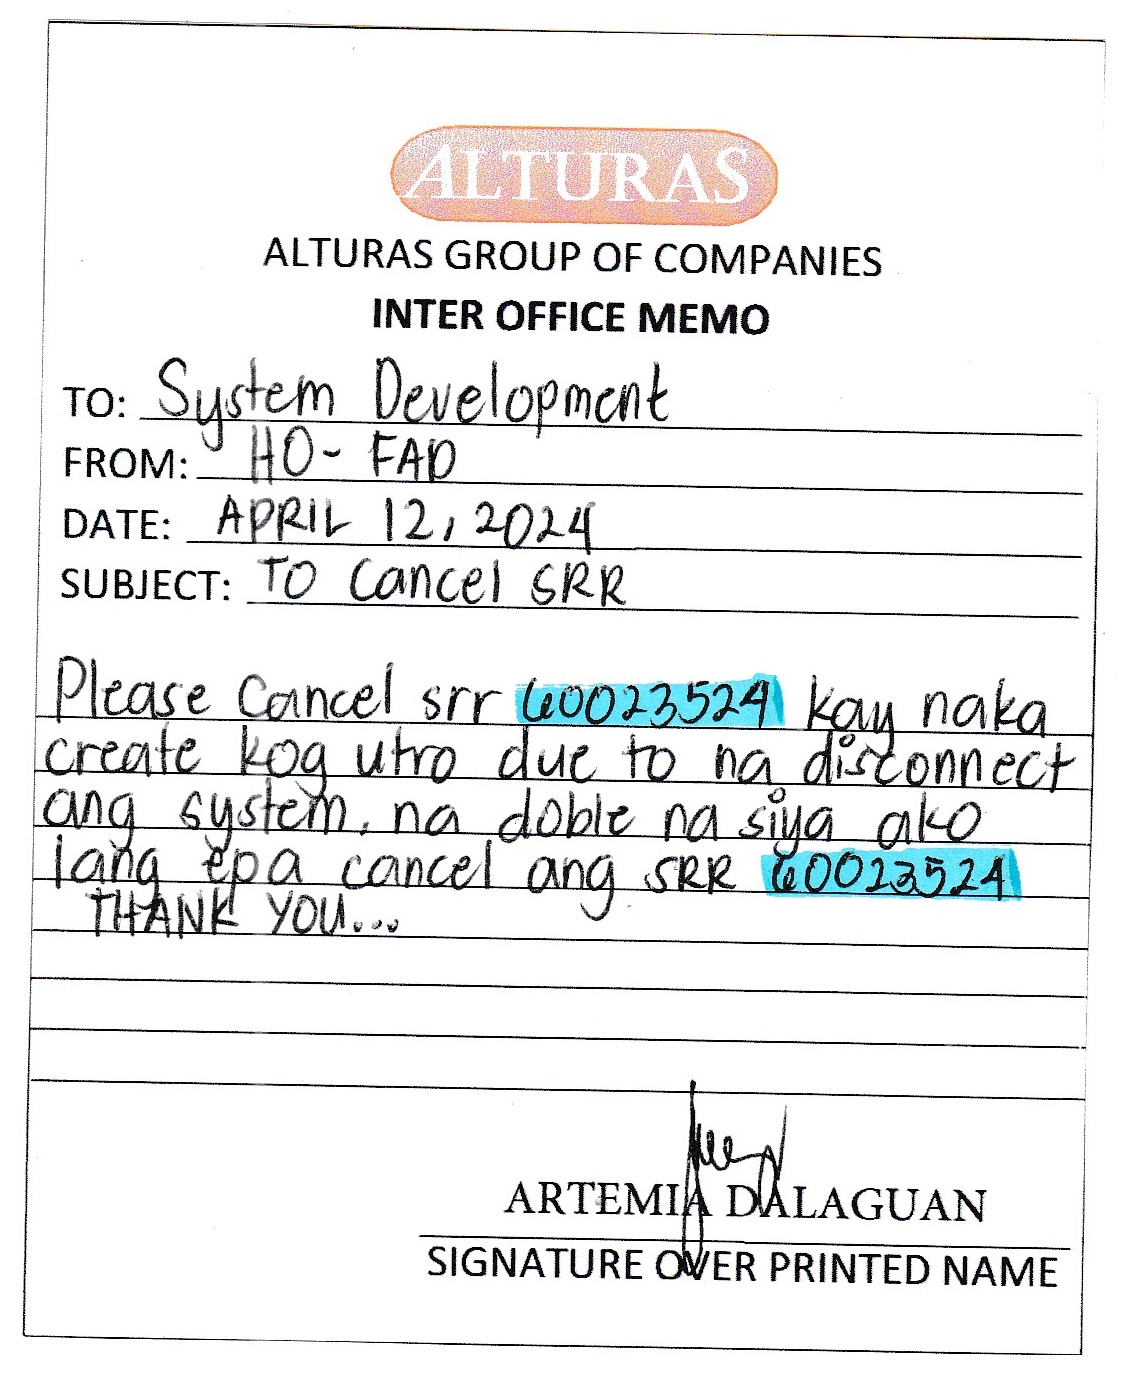 ALTURAS
ALTURAS GROUP OF COMPANIES
INTER OFFICE MEMO
TO: System Development
FROM: HO- FAD
DATE: APRIL 12, 2024
SUBJECT: TO Cancel SRR
Please Cancel srr 60023524 kay naka
create kog utro due to na disconnect
ang system. na doble na siya ako
lang epa cancel ang SRR 60023524
THANK YOU...
ARTEMIA DALAGUAN
SIGNATURE OVER PRINTED NAME